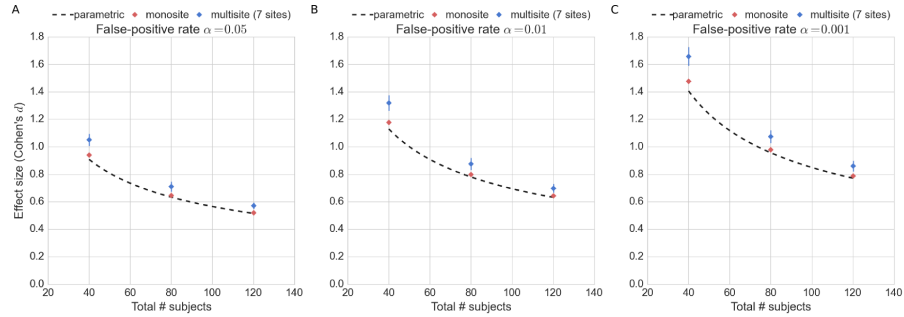 A
parametric monosite multisite (7 sites)
False-positive rate α=0.05
1.8
1.6
1.4
1.2
1.0
0.8
0.6
0.4
0.2
0.0
Effect size (Cohen's d)
20 40 60 80 100 120 140
Total # subjects
B
parametric monosite multisite (7 sites)
False-positive rate α=0.01
1.8
1.6
1.4
1.2
1.0
0.8
0.6
0.4
0.2
0.0
20 40 60 80 100 120 140
Total # subjects
C
parametric monosite multisite (7 sites)
False-positive rate α=0.001
1.8
1.6
1.4
1.2
1.0
0.8
0.6
0.4
0.2
0.0
20 40 60 80 100 120 140
Total # subjects